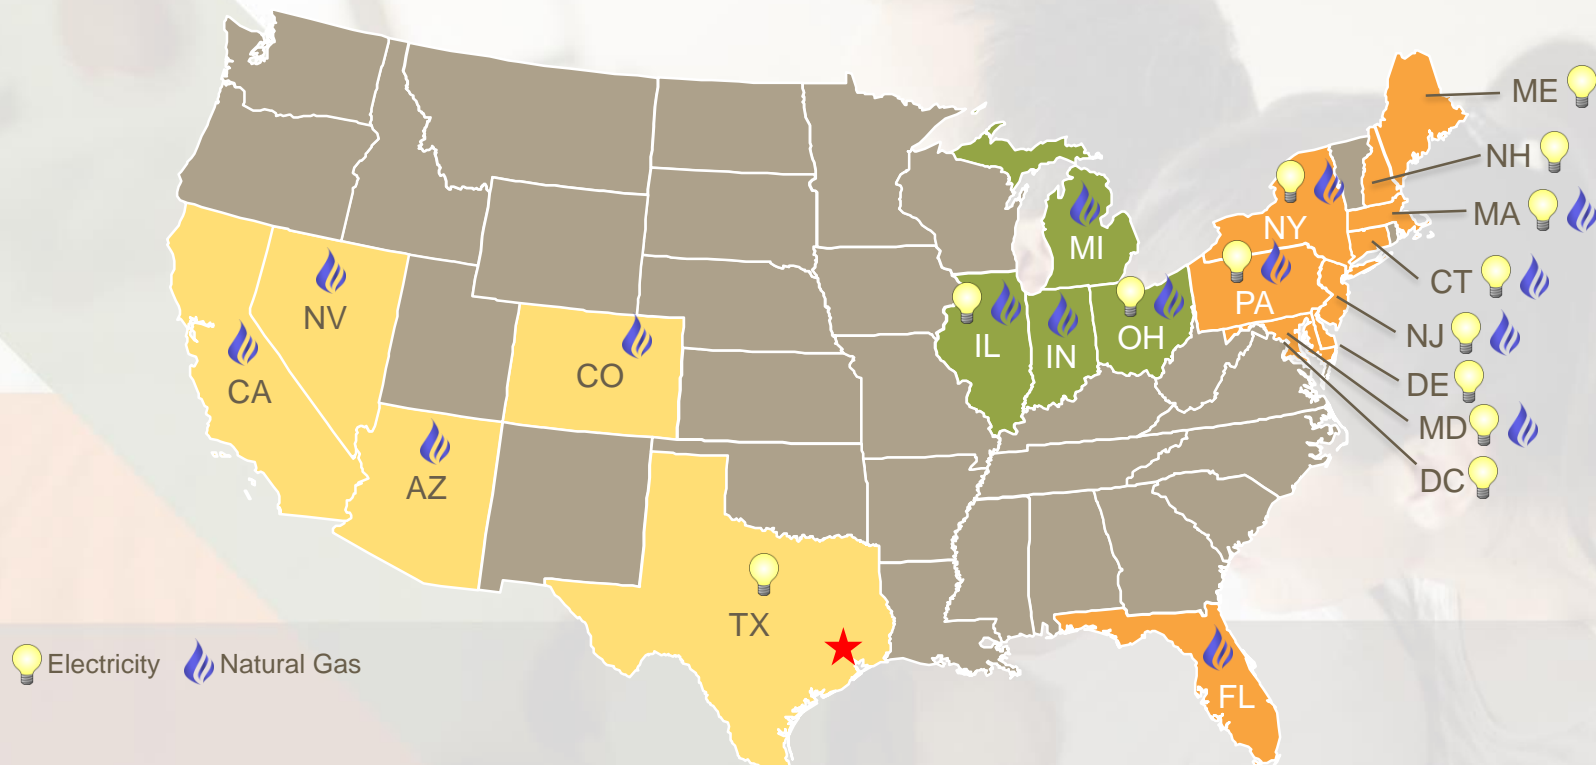 ME
NH
MA
NY
MI
CT
NV
PA
OH
NJ
IL
IN
CO
DE
CA
MD
DC
AZ
TX
Electricity
Natural Gas
FL